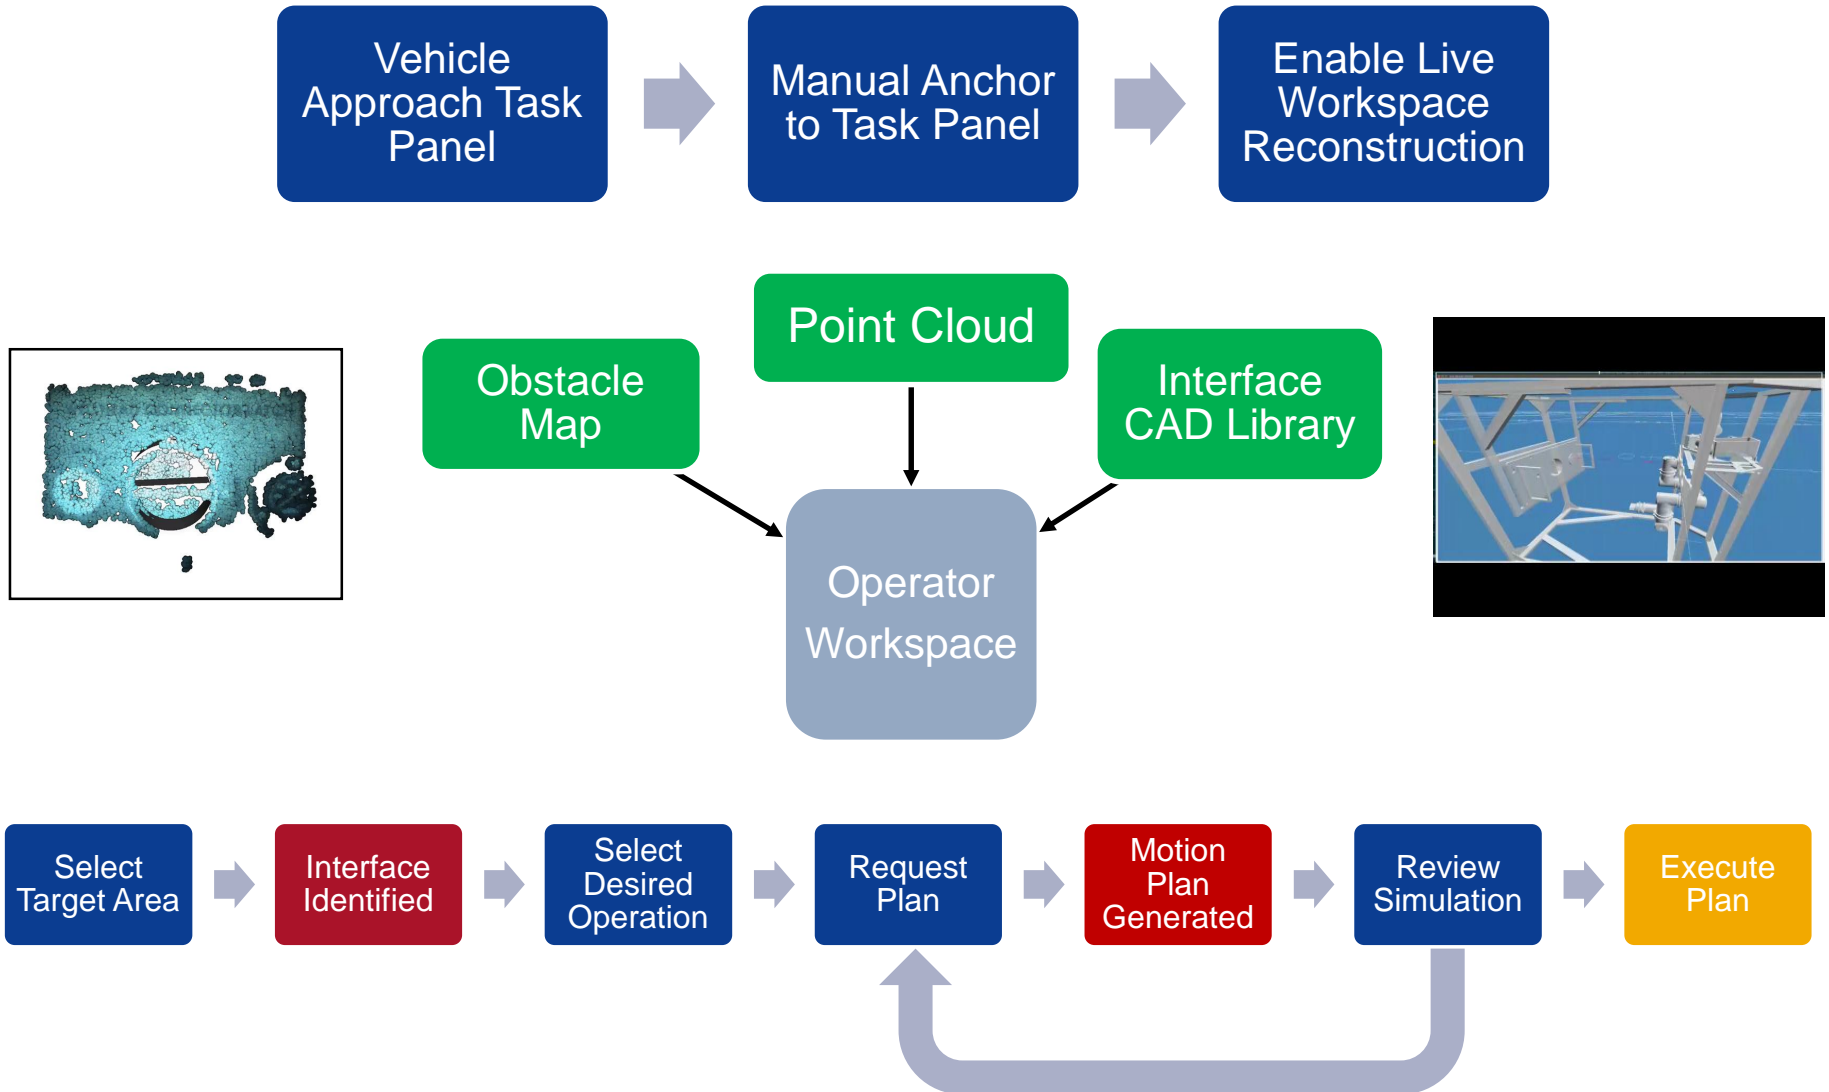 Vehicle
Approach Task
Panel
Manual Anchor
to Task Panel
Enable Live
Workspace
Reconstruction
Point Cloud
Obstacle
Map
Interface
CAD Library
Operator
Workspace
Select
Target Area
Interface
Identified
Select
Desired
Operation
Request
Plan
Motion
Plan
Generated
Review
Simulation
Execute
Plan